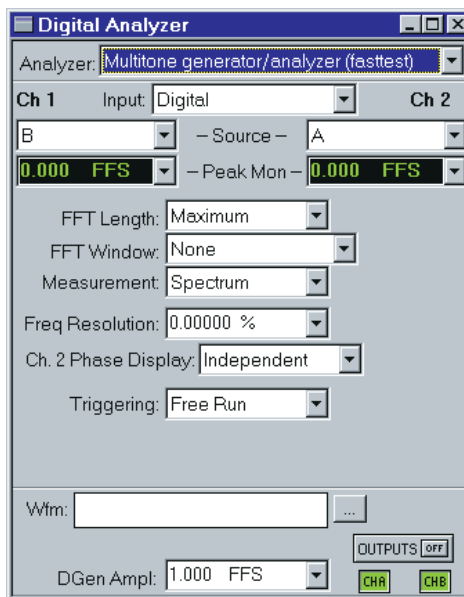 Digital Analyzer
Analyzer: Multitone generator/analyzer (fasttest)
Ch 1 Input: Digital Ch 2
B – Source – A
0.000 FFS – Peak Mon – 0.000 FFS
FFT Length: Maximum
FFT Window: None
Measurement: Spectrum
Freq Resolution: 0.00000 %
Ch. 2 Phase Display: Independent
Triggering: Free Run
Wfm: ...
OUTPUTS OFF
DGen Ampl: 1.000 FFS CHA CHB